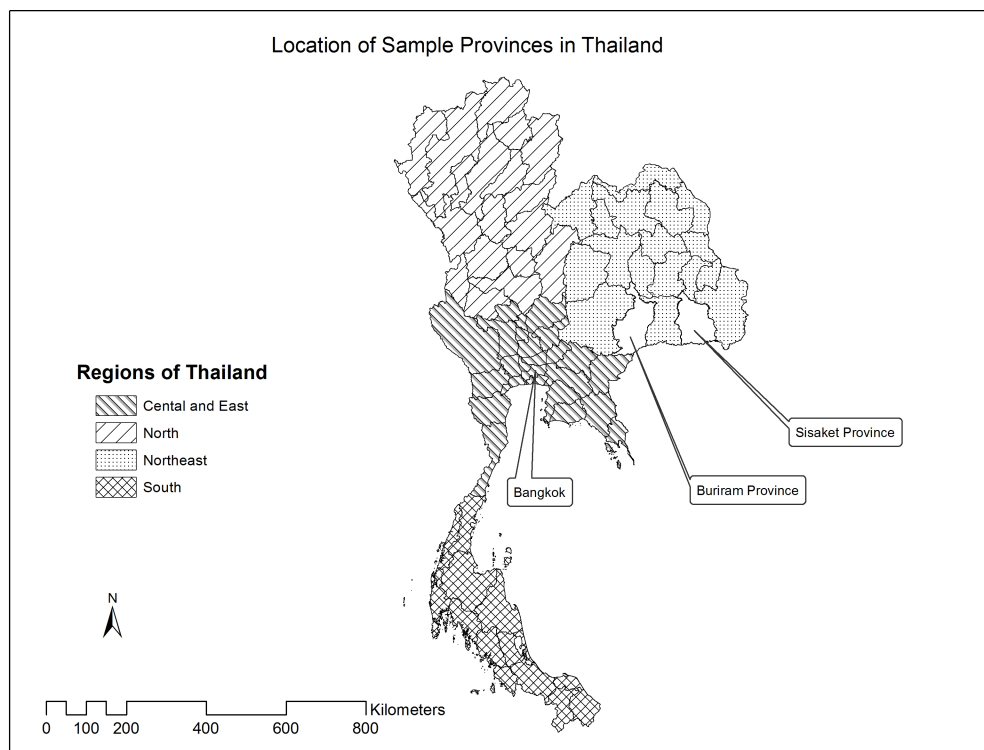 Location of Sample Provinces in Thailand
Regions of Thailand
Cental and East
North
Northeast
South
Sisaket Province
Buriram Province
Bangkok
N
Kilometers
0 100 200 400 600 800